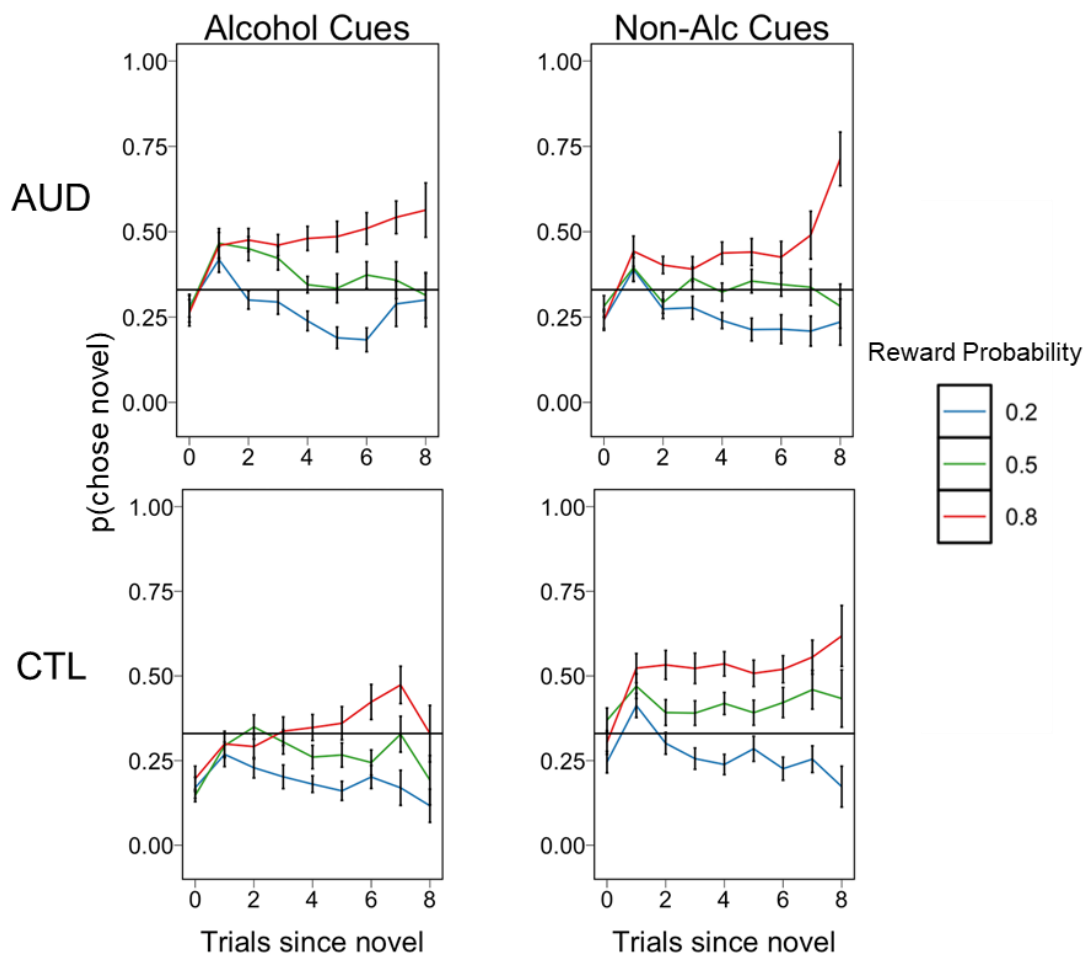 Alcohol Cues
Non-Alc Cues
AUD
CTL
p(chose novel)
1.00
0.75
0.50
0.25
0.00
0 2 4 6 8
1.00
0.75
0.50
0.25
0.00
0 2 4 6 8
Reward Probability
0.2
0.5
0.8
1.00
0.75
0.50
0.25
0.00
0 2 4 6 8
Trials since novel
1.00
0.75
0.50
0.25
0.00
0 2 4 6 8
Trials since novel